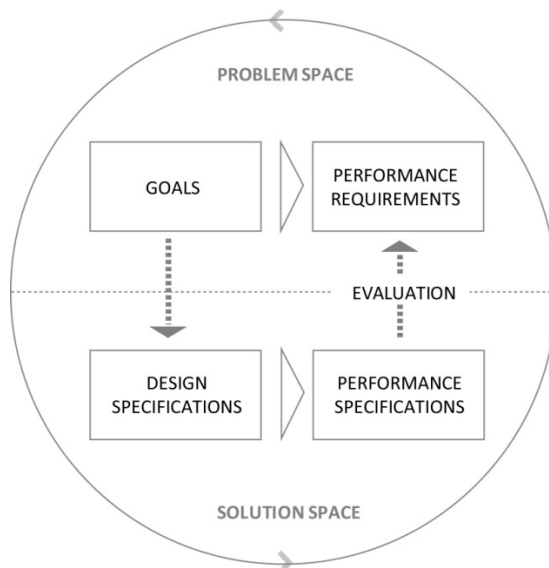 PROBLEM SPACE
GOALS
PERFORMANCE
REQUIREMENTS
EVALUATION
DESIGN
SPECIFICATIONS
PERFORMANCE
SPECIFICATIONS
SOLUTION SPACE